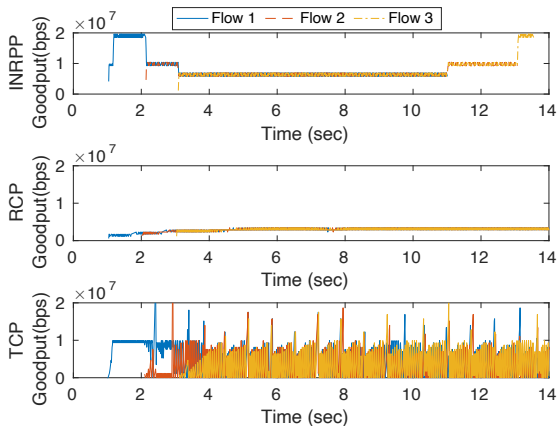 Flow 1 Flow 2 Flow 3
×10^7
INRPP
Goodput(bps)
2
1
0
0 2 4 6 8 10 12 14
Time (sec)
×10^7
RCP
Goodput(bps)
2
1
0
0 2 4 6 8 10 12 14
Time (sec)
×10^7
TCP
Goodput(bps)
2
1
0
0 2 4 6 8 10 12 14
Time (sec)